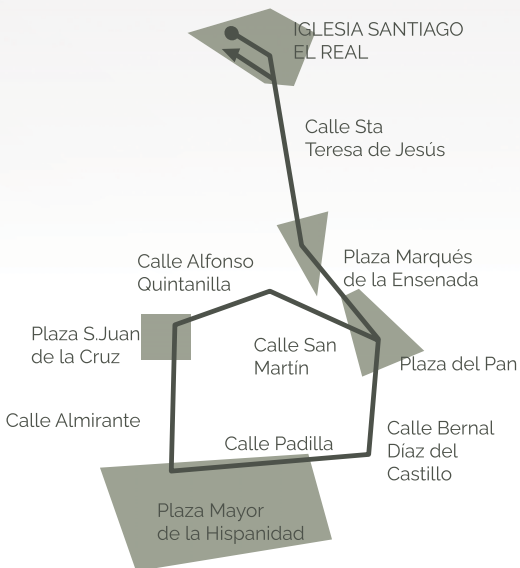 IGLESIA SANTIAGO
EL REAL
Calle Sta
Teresa de Jesús
Plaza Marqués
de la Ensenada
Calle Alfonso
Quintanilla
Plaza S.Juan
de la Cruz
Calle San
Martín
Plaza del Pan
Calle Almirante
Calle Padilla
Calle Bernal
Díaz del
Castillo
Plaza Mayor
de la Hispanidad